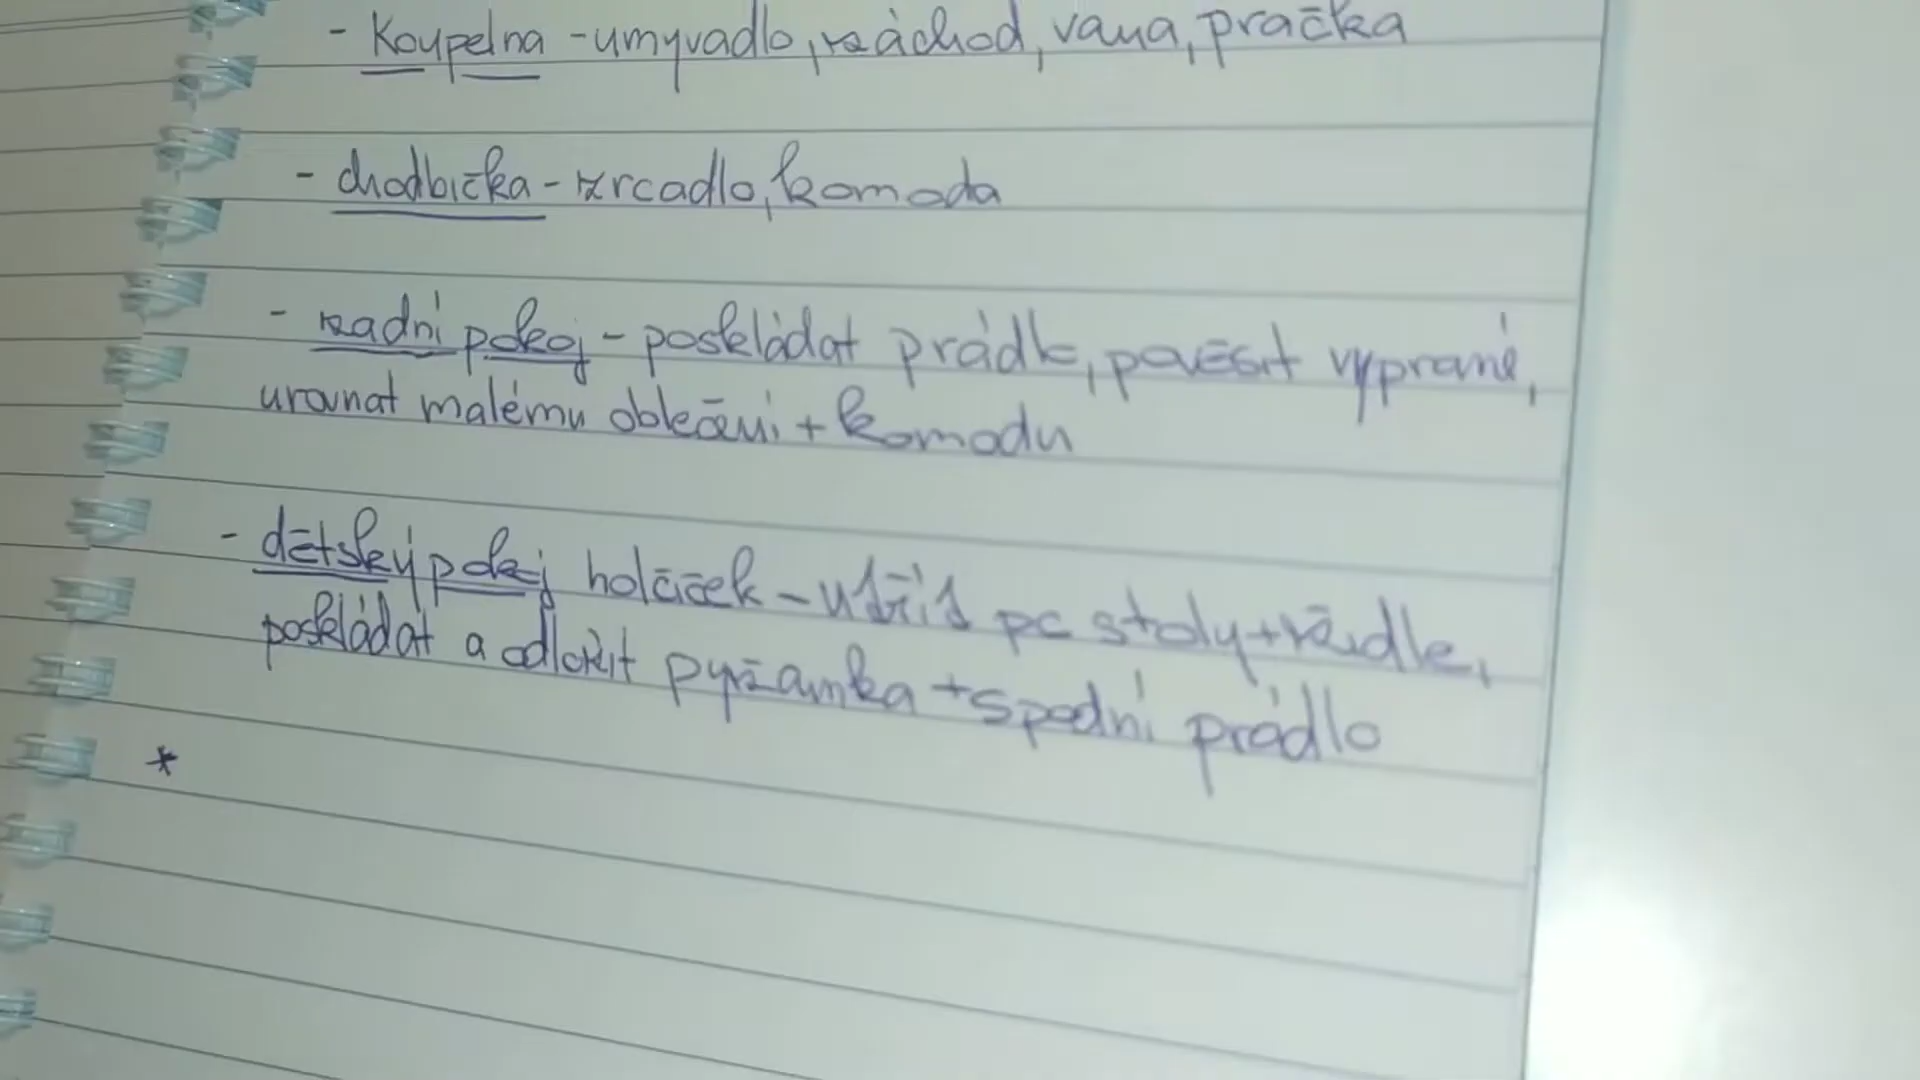 - Koupelna - umyvadlo, záchod, vana, pračka
- chodbička - zrcadlo, komoda
- zadní pokoj - poskládat prádlo, pověsit vyprané,
urovnat malému oblečení + komodu
- dětský pokoj holčiček - utřít pc stoly + židle,
poskládat a odložit pyžamka + spodní prádlo
*